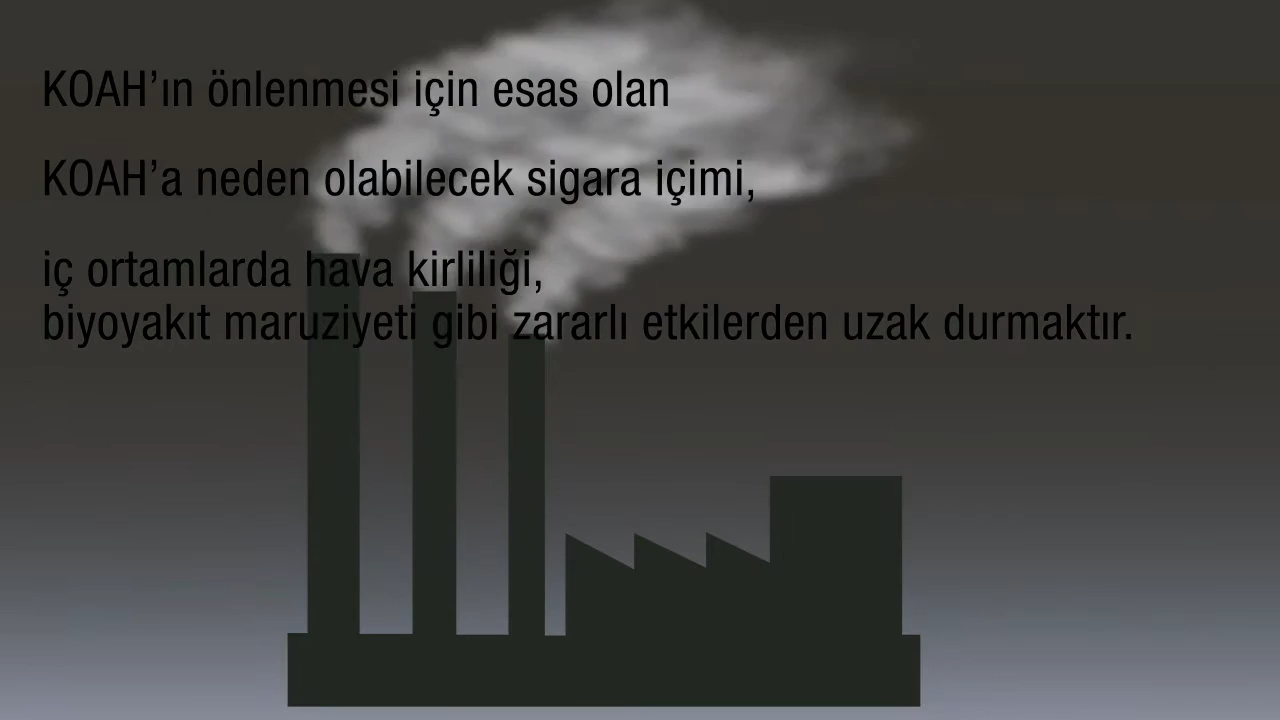 KOAH’ın önlenmesi için esas olan
KOAH’a neden olabilecek sigara içimi,
iç ortamlarda hava kirliliği,
biyoyakıt maruziyeti gibi zararlı etkilerden uzak durmaktır.